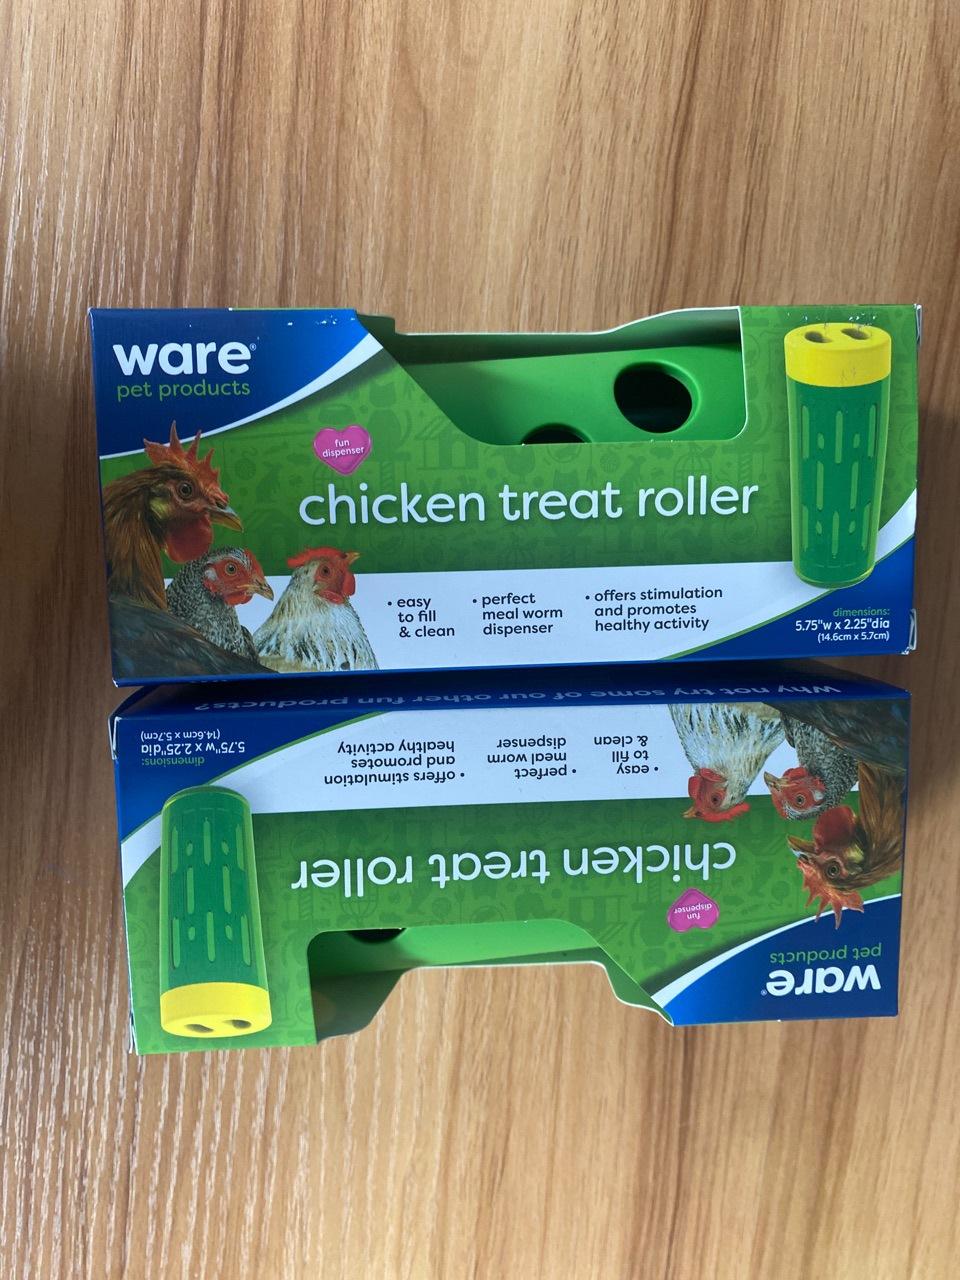 ware®
pet products
fun
dispenser
chicken treat roller
• easy
to fill
& clean
• perfect
meal worm
dispenser
• offers stimulation
and promotes
healthy activity
dimensions:
5.75"w x 2.25"dia
(14.6cm x 5.7cm)
Why not try some of our other fun products?
ware®
pet products
fun
dispenser
chicken treat roller
• easy
to fill
& clean
• perfect
meal worm
dispenser
• offers stimulation
and promotes
healthy activity
dimensions:
5.75"w x 2.25"dia
(14.6cm x 5.7cm)